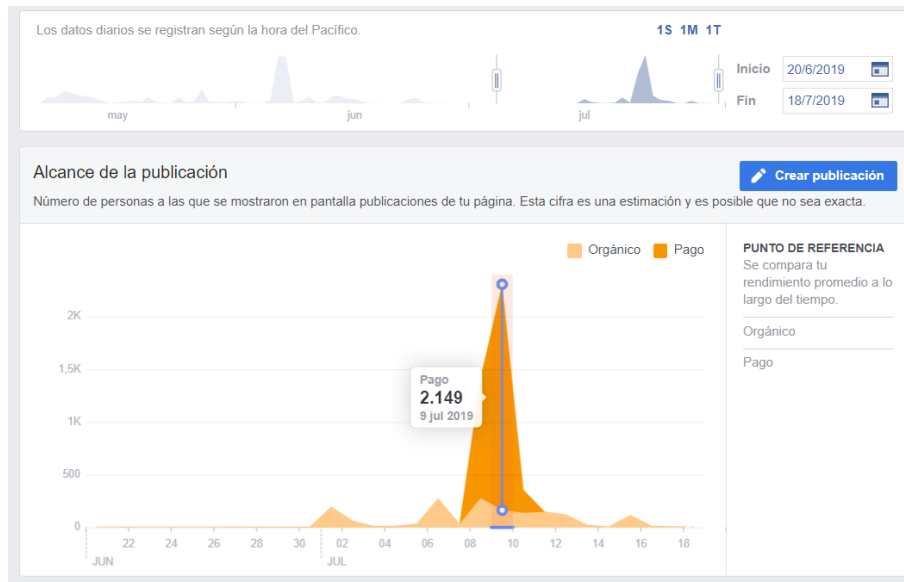 Los datos diarios se registran según la hora del Pacífico.
1S 1M 1T
Inicio 20/6/2019
Fin 18/7/2019
may jun jul
Alcance de la publicación
Crear publicación
Número de personas a las que se mostraron en pantalla publicaciones de tu página. Esta cifra es una estimación y es posible que no sea exacta.
Orgánico Pago
PUNTO DE REFERENCIA
Se compara tu
rendimiento promedio a lo
largo del tiempo.
Orgánico
Pago
2K
1,5K
1K
500
0
Pago
2.149
9 jul 2019
22 24 26 28 30 02 04 06 08 10 12 14 16 18
JUN JUL